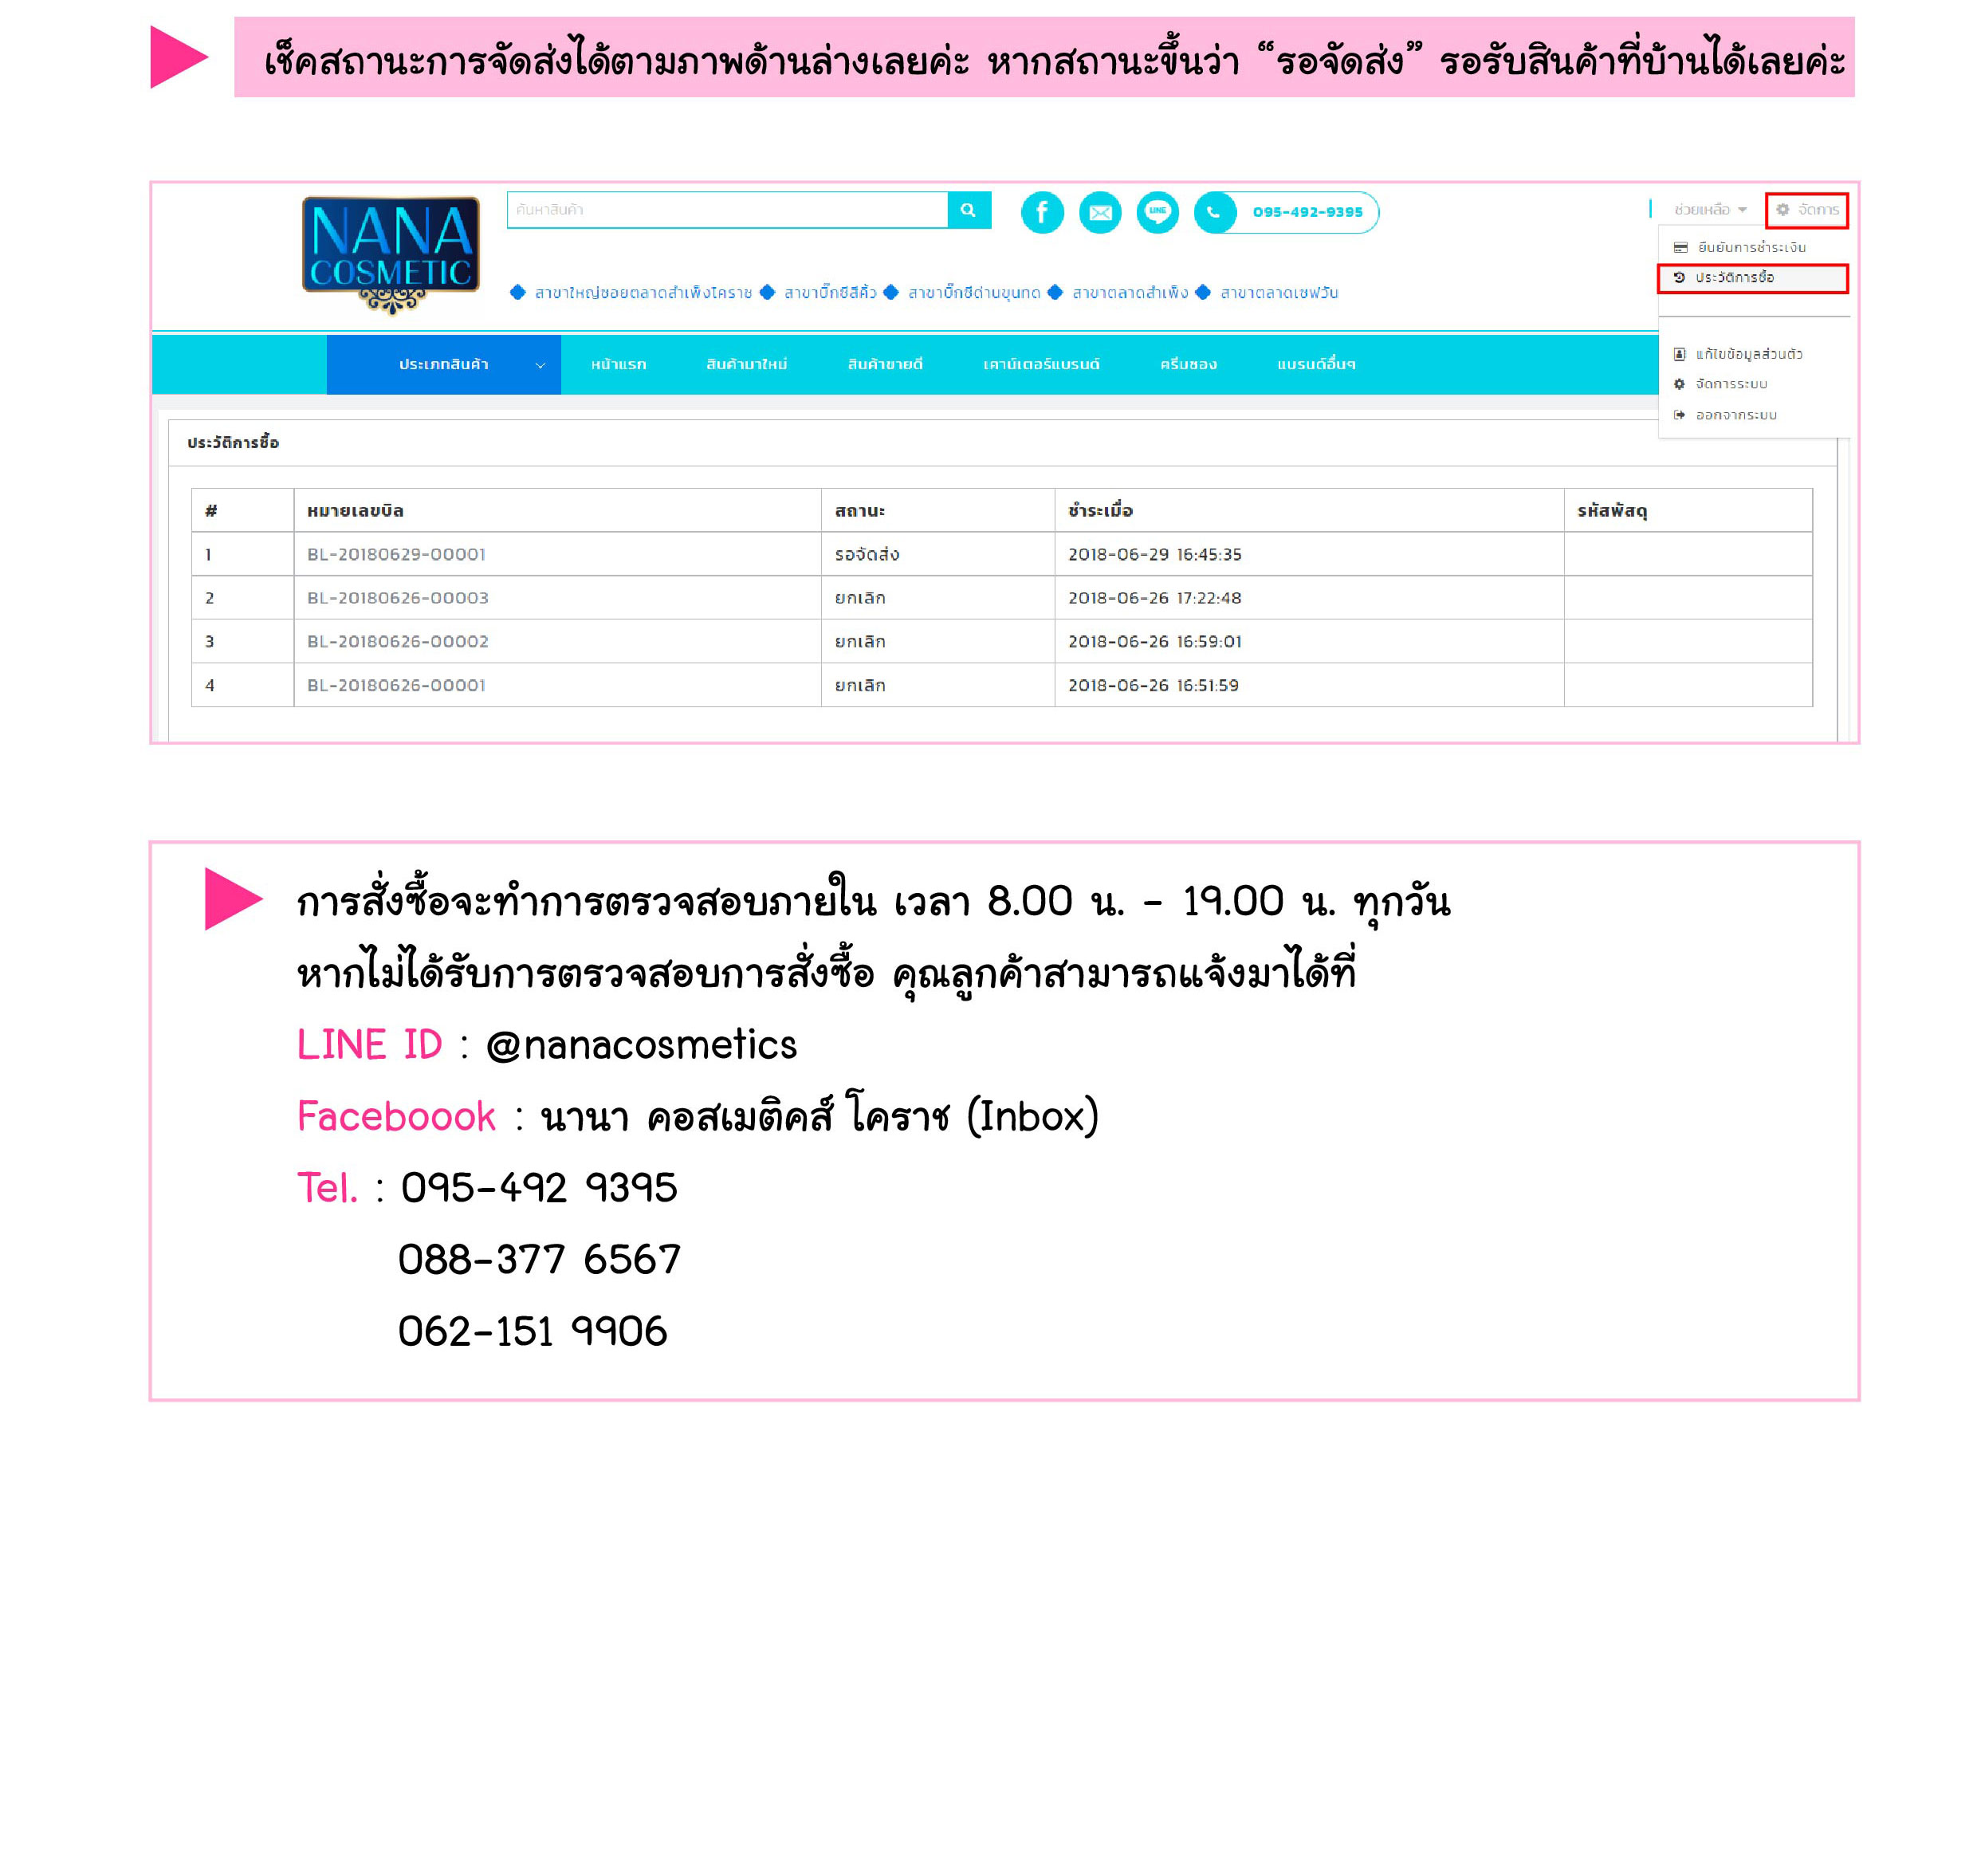 เช็คสถานะการจัดส่งได้ตามภาพด้านล่างเลยค่ะ หากสถานะขึ้นว่า “รอจัดส่ง” รอรับสินค้าที่บ้านได้เลยค่ะ
NANA
COSMETIC
ค้นหาสินค้า
LINE
095-492-9395
ช่วยเหลือ
จัดการ
ยืนยันการชำระเงิน
ประวัติการซื้อ
แก้ไขข้อมูลส่วนตัว
จัดการระบบ
ออกจากระบบ
สาขาใหญ่ซอยตลาดสำเพ็งโคราช สาขาบิ๊กซีสีคิ้ว สาขาบิ๊กซีด่านขุนทด สาขาตลาดสำเพ็ง สาขาตลาดเซฟวัน
ประเภทสินค้า หน้าแรก สินค้ามาใหม่ สินค้าขายดี เคาน์เตอร์แบรนด์ ครีมซอง แบรนด์อื่นๆ
ประวัติการซื้อ
# หมายเลขบิล สถานะ ชำระเมื่อ รหัสพัสดุ
1 BL-20180629-00001 รอจัดส่ง 2018-06-29 16:45:35
2 BL-20180626-00003 ยกเลิก 2018-06-26 17:22:48
3 BL-20180626-00002 ยกเลิก 2018-06-26 16:59:01
4 BL-20180626-00001 ยกเลิก 2018-06-26 16:51:59
การสั่งซื้อจะทำการตรวจสอบภายใน เวลา 8.00 น. - 19.00 น. ทุกวัน
หากไม่ได้รับการตรวจสอบการสั่งซื้อ คุณลูกค้าสามารถแจ้งมาได้ที่
LINE ID : @nanacosmetics
Faceboook : นานา คอสเมติคส์ โคราช (Inbox)
Tel. : 095-492 9395
088-377 6567
062-151 9906